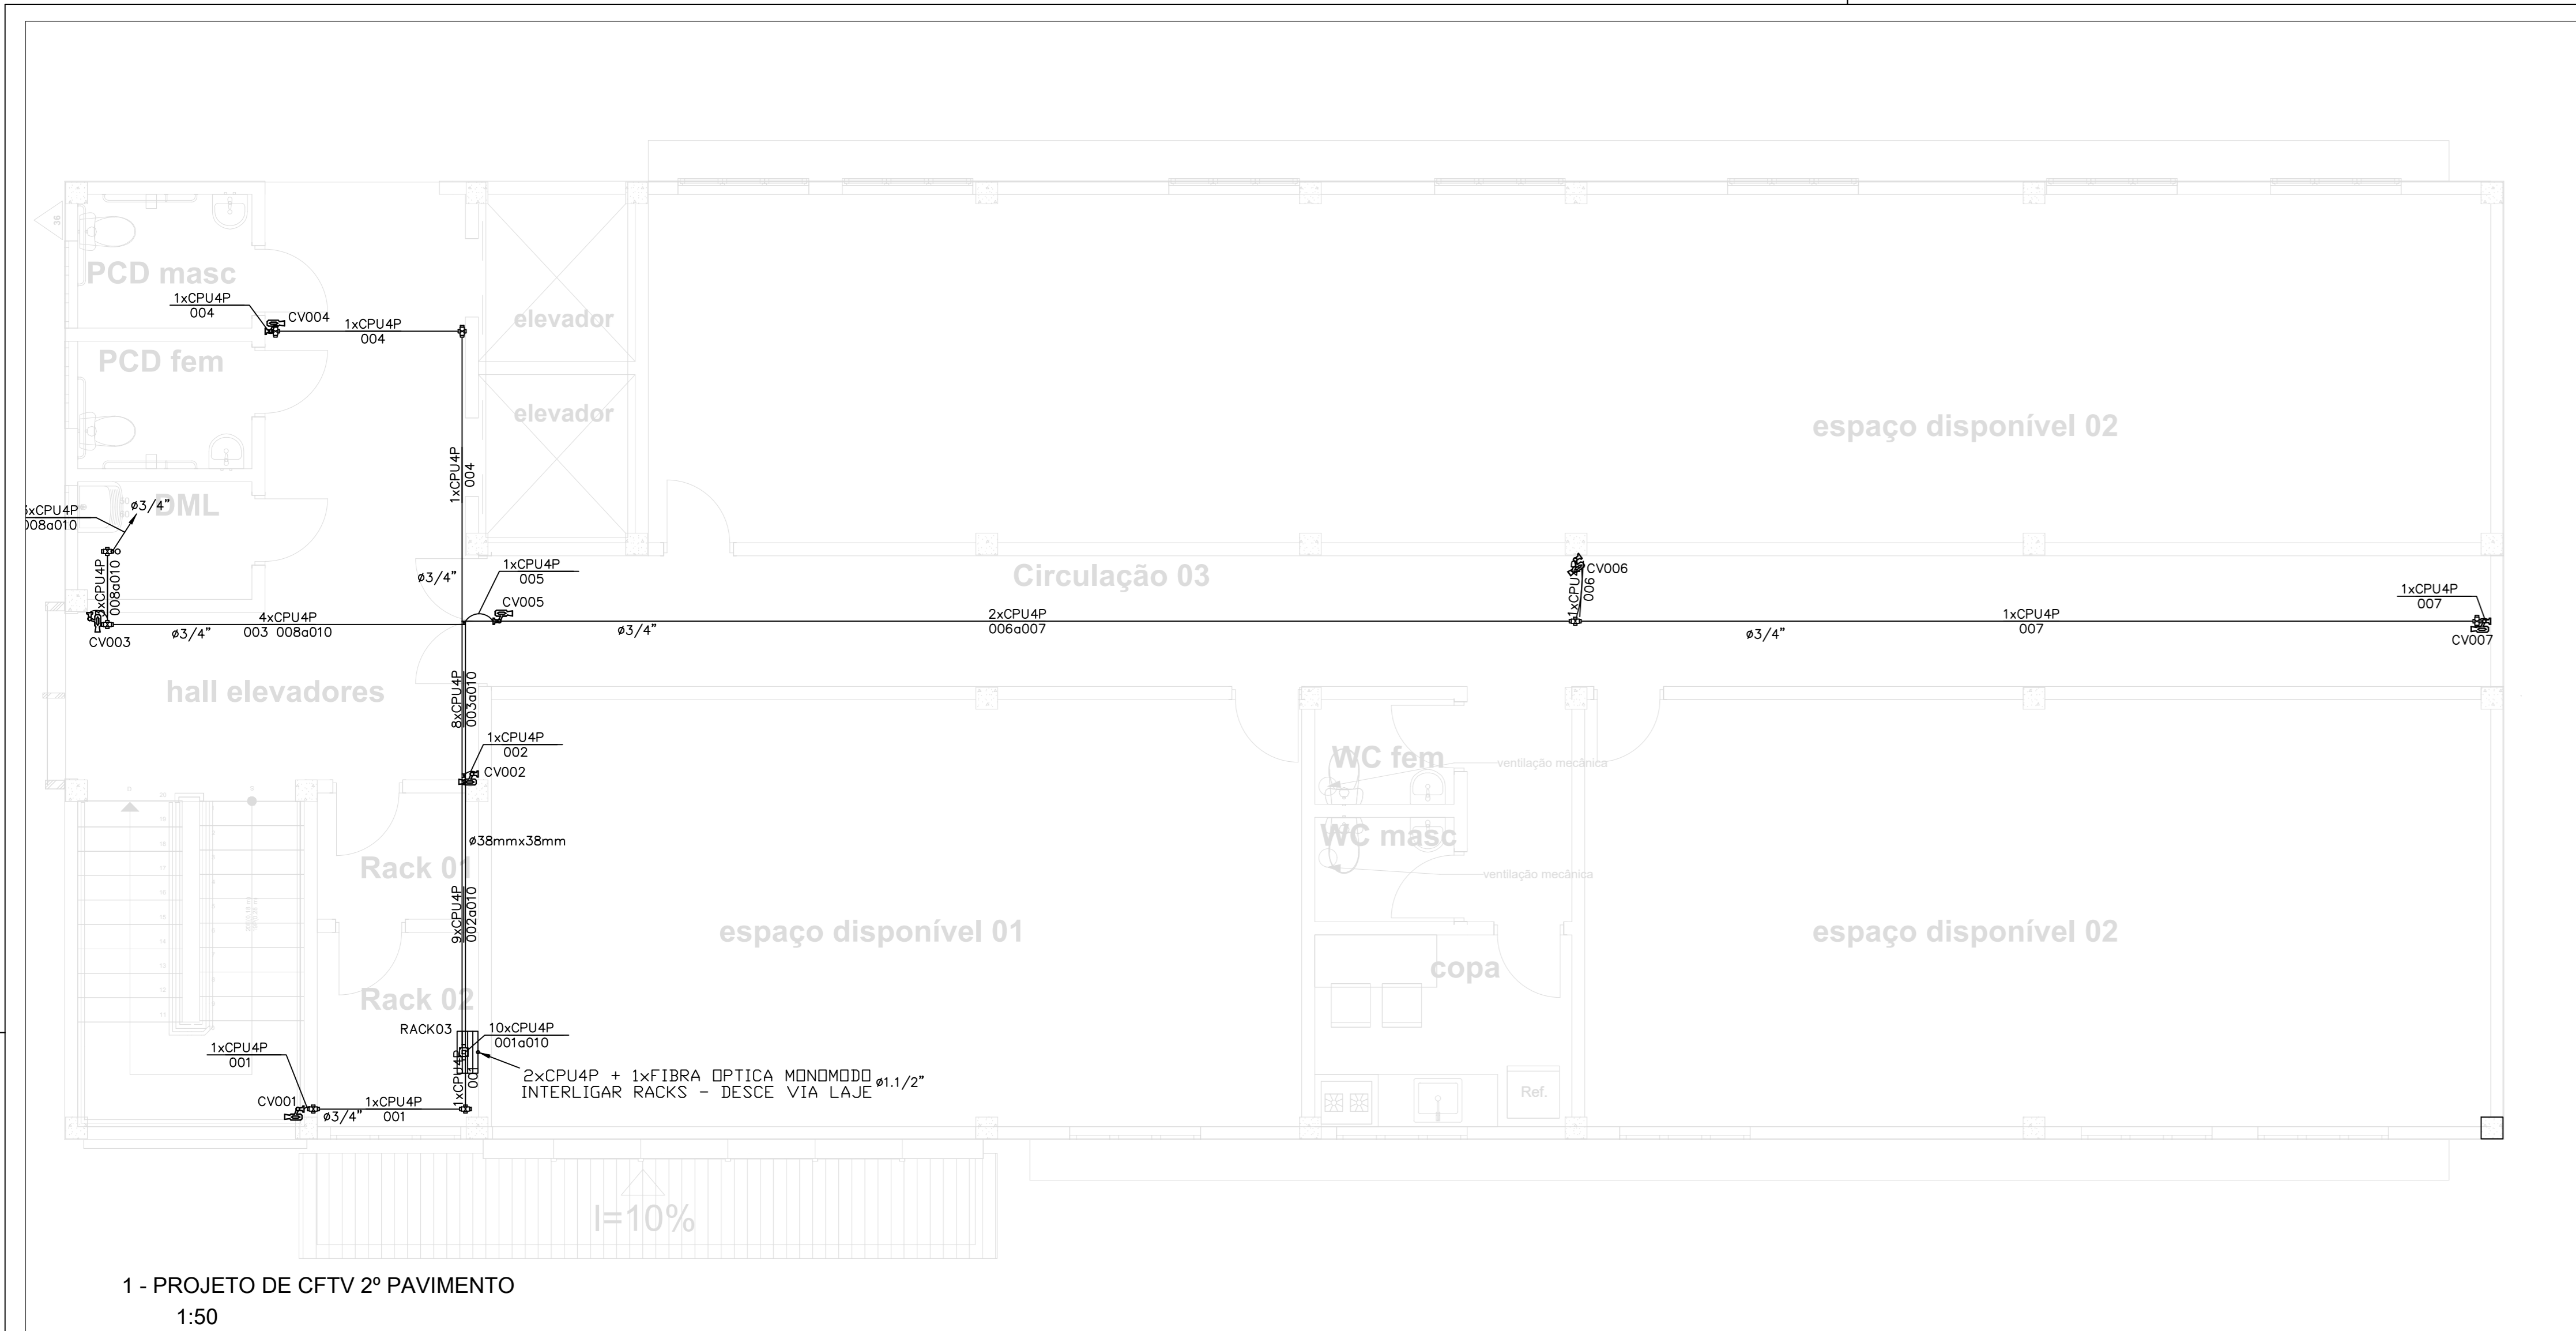 36
PCD masc
1xCPU4P
004
CV004
1xCPU4P
004
elevador
PCD fem
elevador
espaço disponível 02
1xCPU4P
004
DML
ø3/4"
xCPU4P
008a010
3xCPU4P
008a010
ø3/4"
1xCPU4P
005
Circulação 03
CV005
1xCPU4P
006
CV006
1xCPU4P
007
4xCPU4P
003 008a010
ø3/4"
CV003
2xCPU4P
006a007
ø3/4"
1xCPU4P
007
ø3/4"
CV007
hall elevadores
8xCPU4P
003a010
1xCPU4P
002
CV002
WC fem
ventilação mecânica
ø38mmx38mm
WC masc
Rack 01
ventilação mecânica
9xCPU4P
002a010
espaço disponível 01
espaço disponível 02
copa
Rack 02
RACK03
10xCPU4P
001a010
1xCPU4P
001
1xCPU4P
001
2xCPU4P + 1xFIBRA OPTICA MONOMODO
INTERLIGAR RACKS - DESCE VIA LAJE
ø1.1/2"
Ref.
CV001
1xCPU4P
001
ø3/4"
I=10%
1 - PROJETO DE CFTV 2º PAVIMENTO
1:50